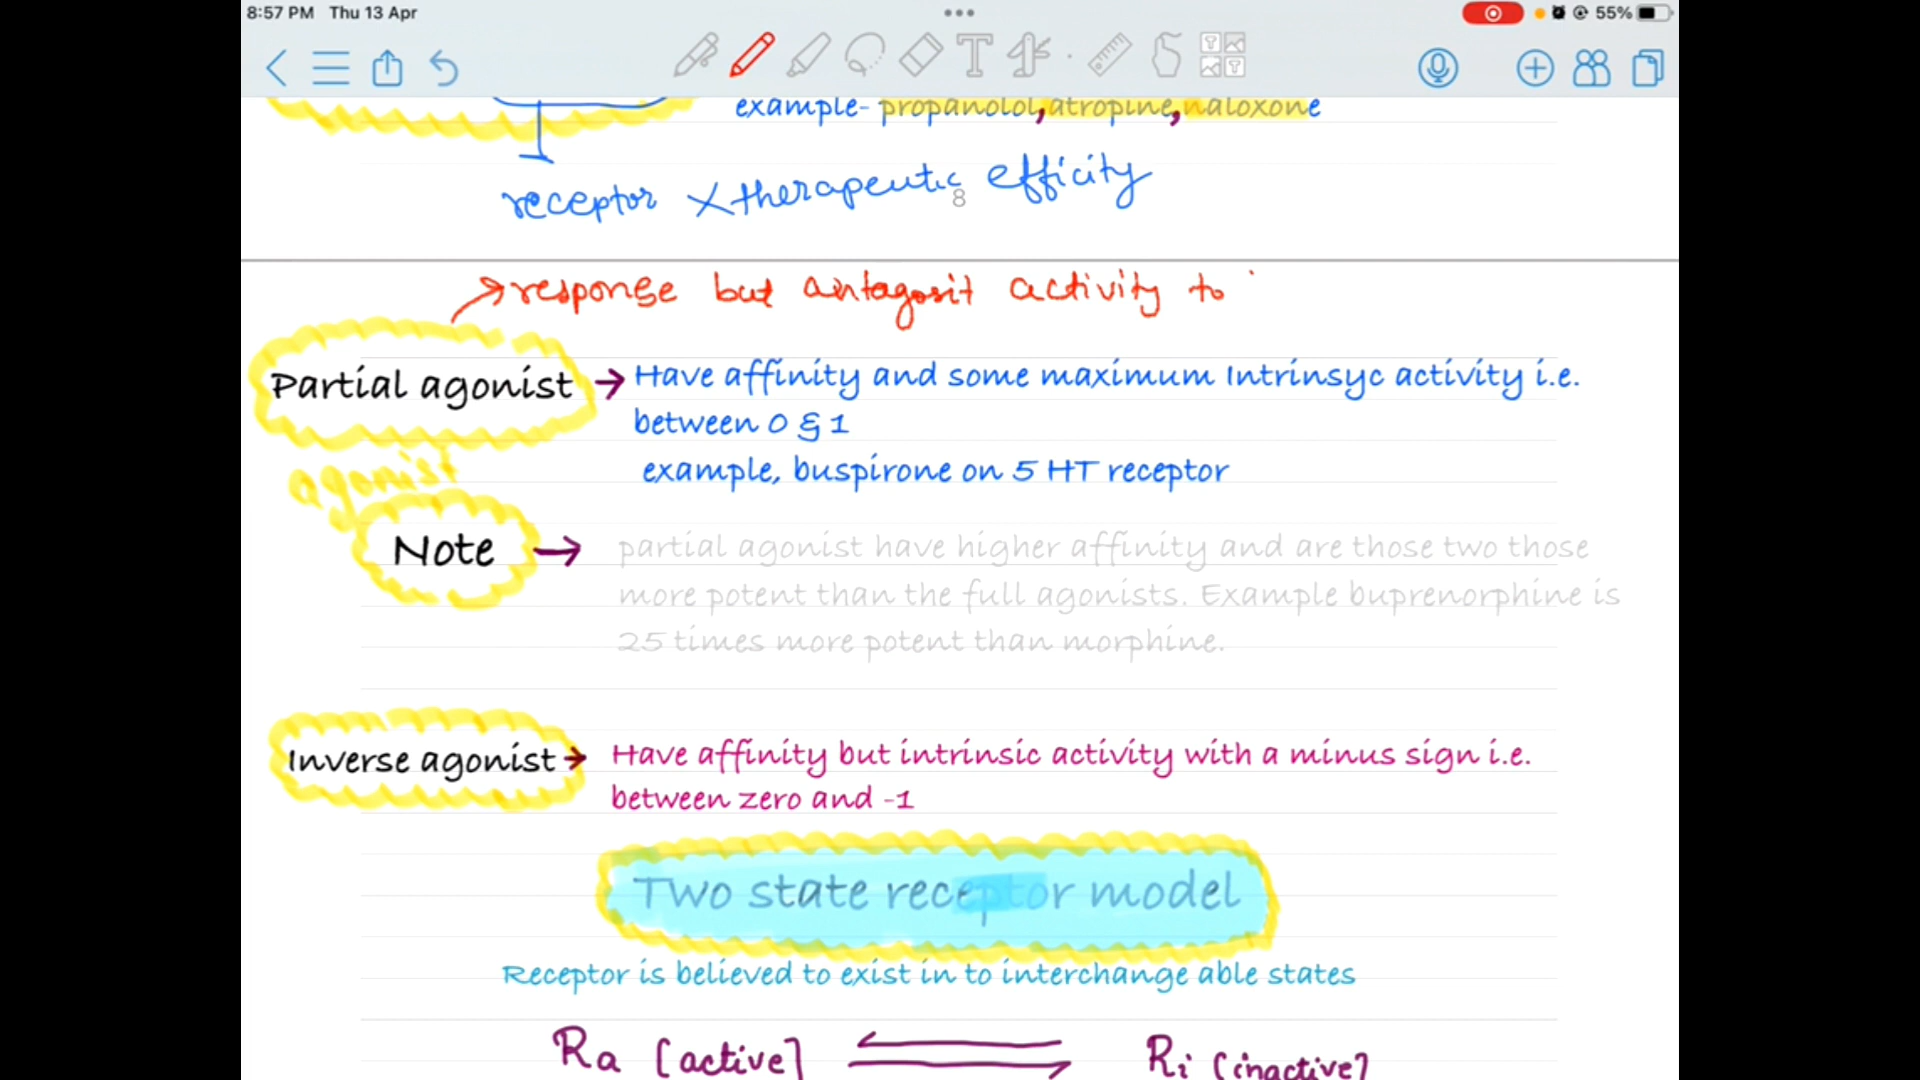 8:57 PM Thu 13 Apr
55%
example- propanolol,atropine,naloxone
receptor X therapeutic efficity
8
response but antagosit activity to
Partial agonist → Have affinity and some maximum Intrinsyc activity i.e.
between 0 & 1
example, buspirone on 5 HT receptor
agonist
Note → partial agonist have higher affinity and are those two those
more potent than the full agonists. Example buprenorphine is
25 times more potent than morphine.
Inverse agonist → Have affinity but intrinsic activity with a minus sign i.e.
between zero and -1
Two state receptor model
Receptor is believed to exist in to interchange able states
Ra [active] ⇌ Ri [inactive]